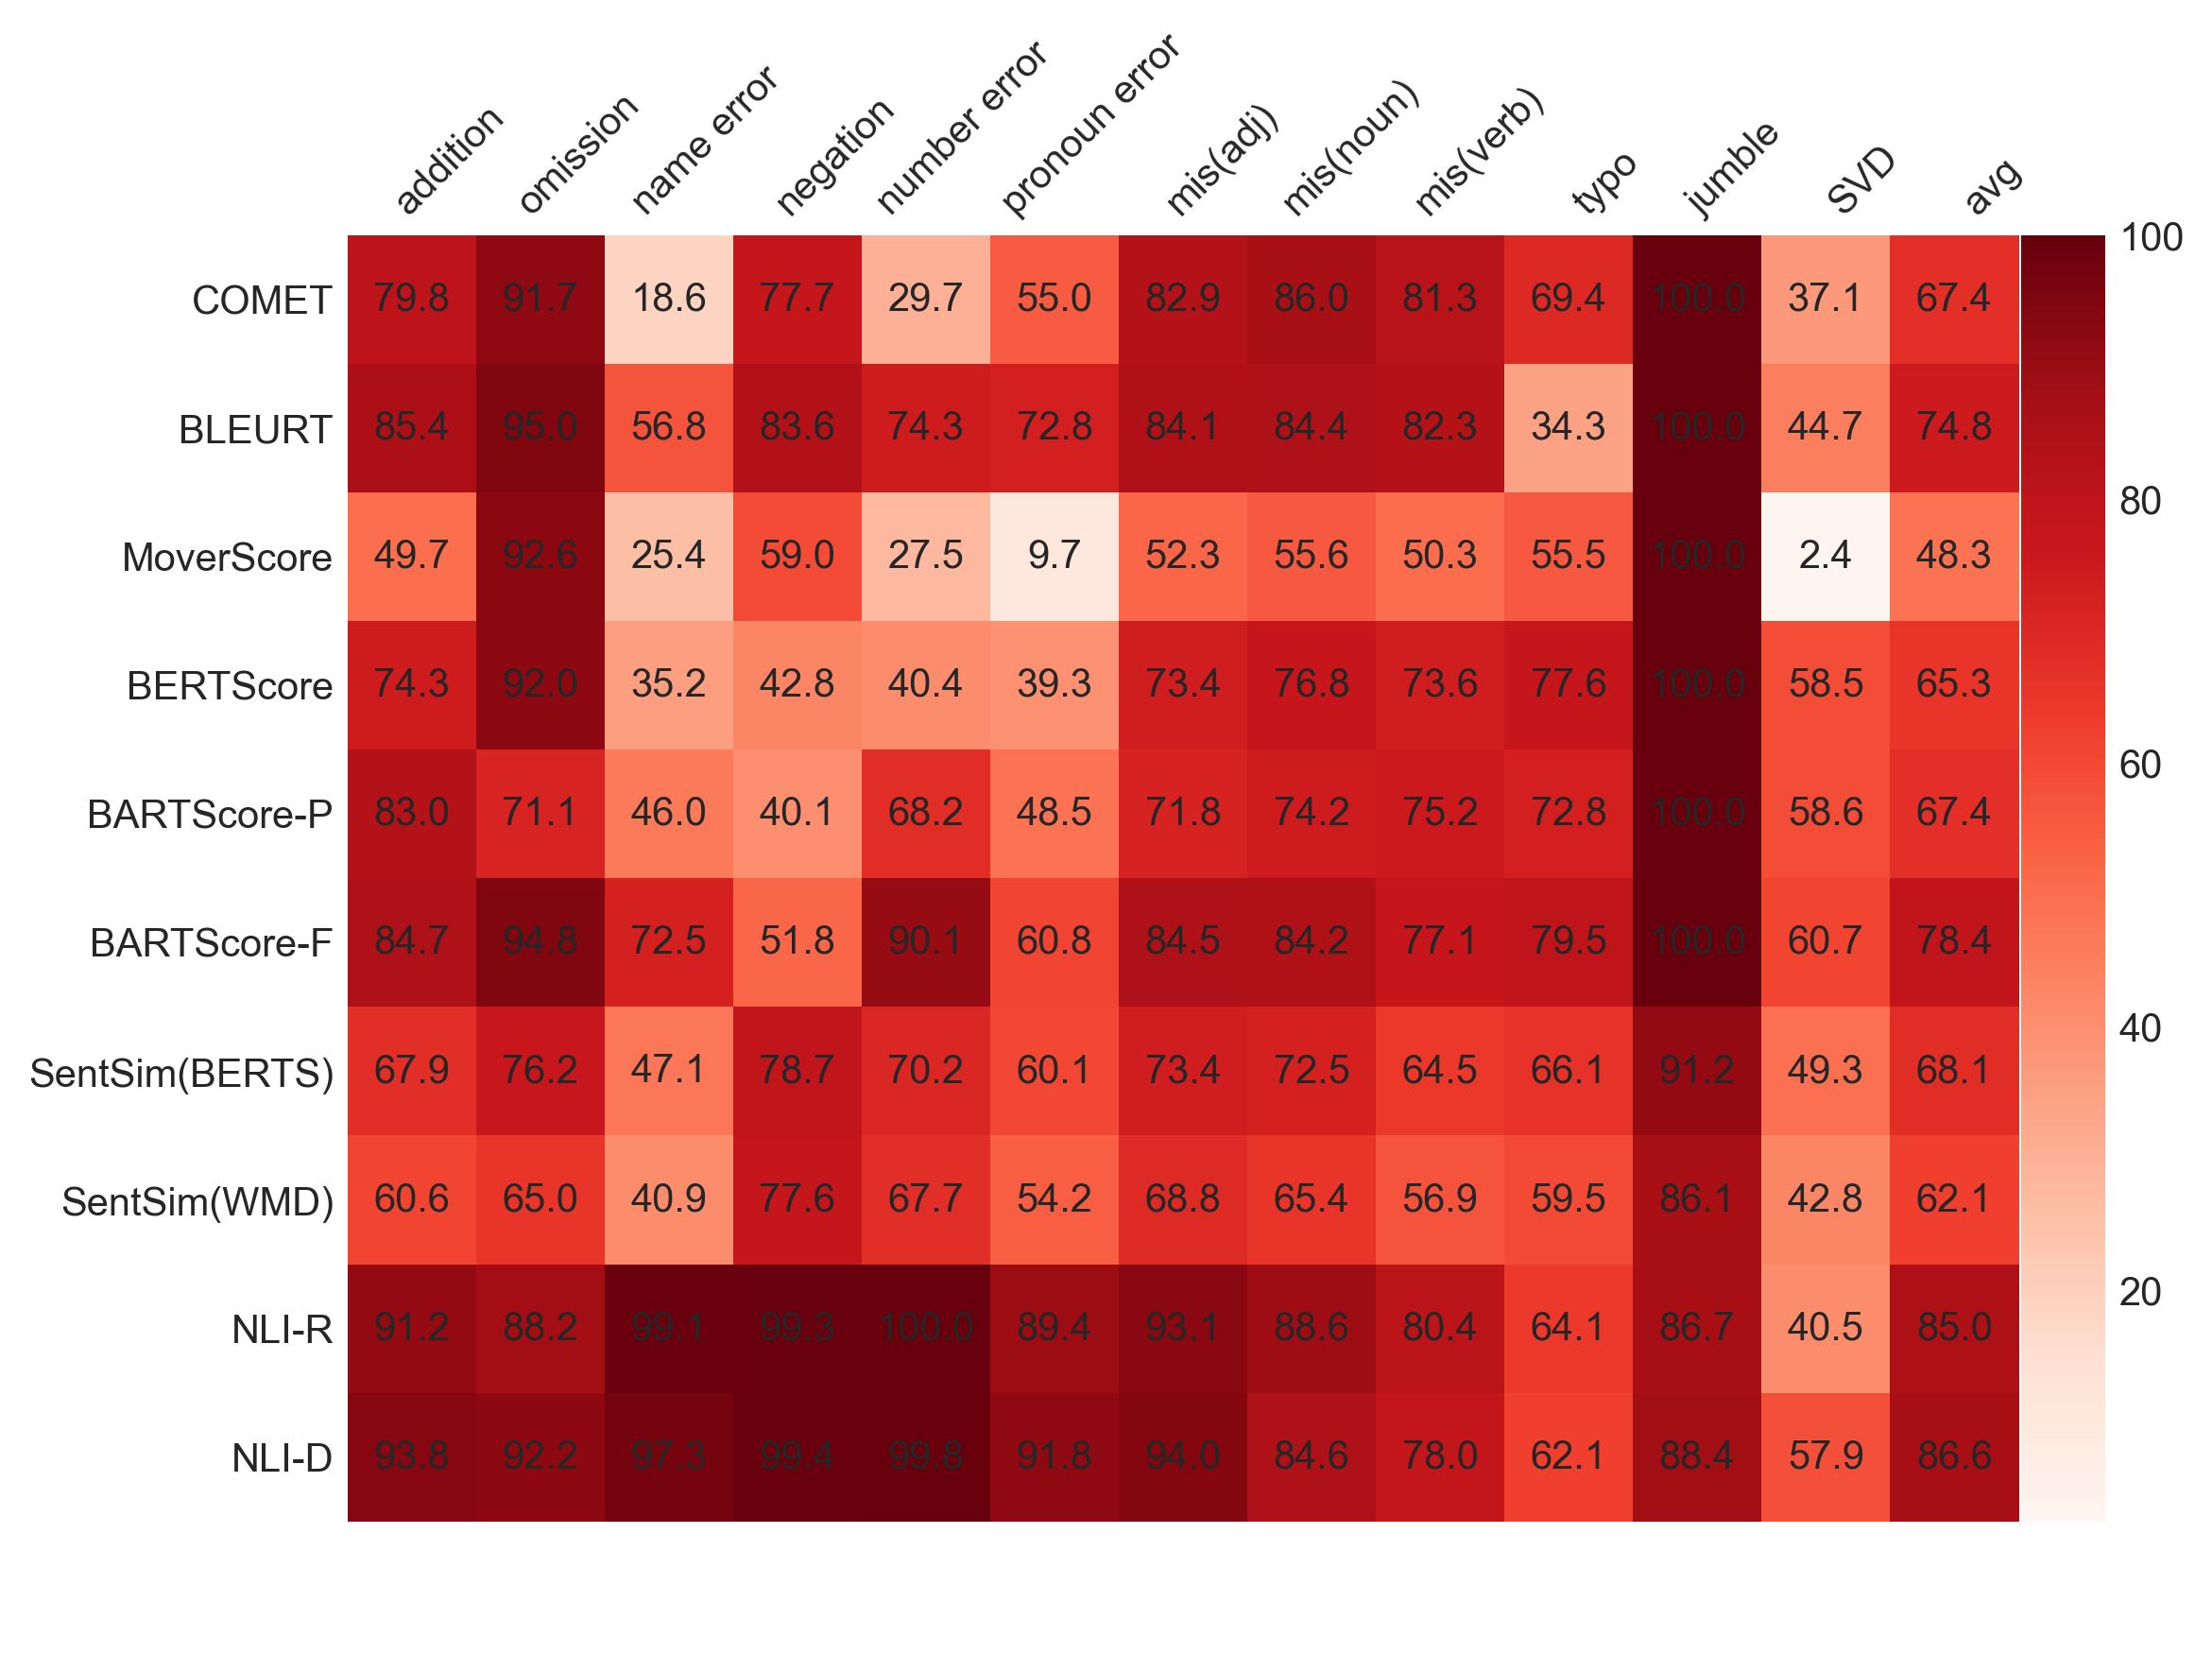 addition omission name error negation number error pronoun error mis(adj) mis(noun) mis(verb) typo jumble SVD avg
COMET 79.8 91.7 18.6 77.7 29.7 55.0 82.9 86.0 81.3 69.4 100.0 37.1 67.4
BLEURT 85.4 95.0 56.8 83.6 74.3 72.8 84.1 84.4 82.3 34.3 100.0 44.7 74.8
MoverScore 49.7 92.6 25.4 59.0 27.5 9.7 52.3 55.6 50.3 55.5 100.0 2.4 48.3
BERTScore 74.3 92.0 35.2 42.8 40.4 39.3 73.4 76.8 73.6 77.6 100.0 58.5 65.3
BARTScore-P 83.0 71.1 46.0 40.1 68.2 48.5 71.8 74.2 75.2 72.8 100.0 58.6 67.4
BARTScore-F 84.7 94.8 72.5 51.8 90.1 60.8 84.5 84.2 77.1 79.5 100.0 60.7 78.4
SentSim(BERTS) 67.9 76.2 47.1 78.7 70.2 60.1 73.4 72.5 64.5 66.1 91.2 49.3 68.1
SentSim(WMD) 60.6 65.0 40.9 77.6 67.7 54.2 68.8 65.4 56.9 59.5 86.1 42.8 62.1
NLI-R 91.2 88.2 99.1 99.3 100.0 89.4 93.1 88.6 80.4 64.1 86.7 40.5 85.0
NLI-D 93.8 92.2 97.3 99.4 99.8 91.8 94.0 84.6 78.0 62.1 88.4 57.9 86.6
100
80
60
40
20